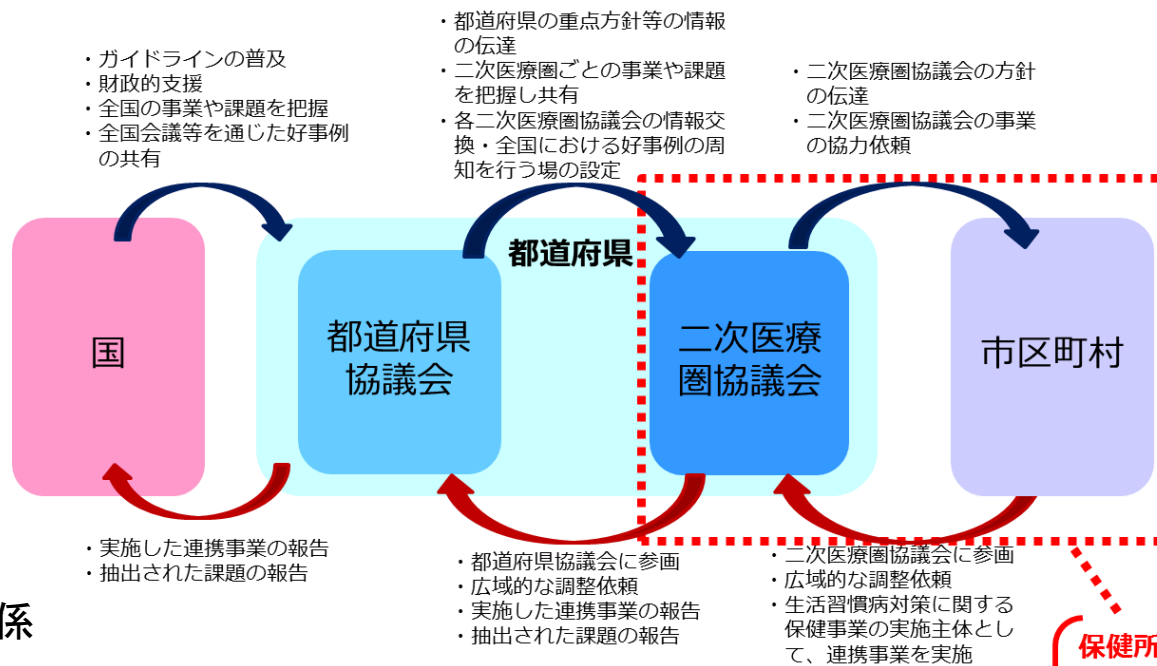 ・ガイドラインの普及
・財政的支援
・全国の事業や課題を把握
・全国会議等を通じた好事例
の共有
・都道府県の重点方針等の情報
の伝達
・二次医療圏ごとの事業や課題
を把握し共有
・各二次医療圏協議会の情報交
換・全国における好事例の周
知を行う場の設定
・二次医療圏協議会の方針
の伝達
・二次医療圏協議会の事業
の協力依頼
都道府県
国
都道府県
協議会
二次医療
圏協議会
市区町村
・実施した連携事業の報告
・抽出された課題の報告
・都道府県協議会に参画
・広域的な調整依頼
・実施した連携事業の報告
・抽出された課題の報告
・二次医療圏協議会に参画
・広域的な調整依頼
・生活習慣病対策に関する
保健事業の実施主体とし
て、連携事業を実施
係
保健所